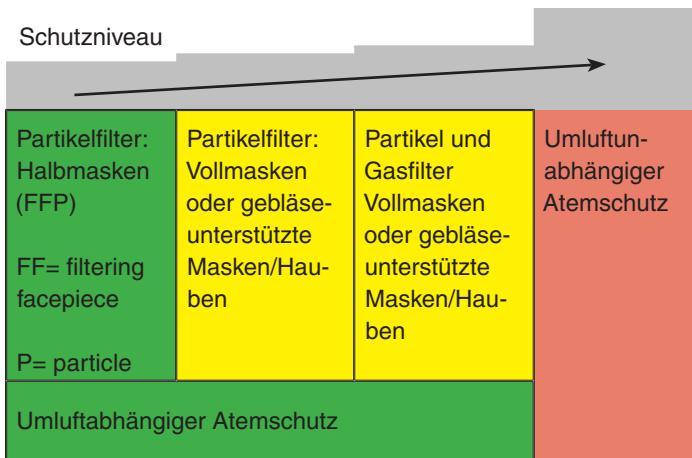 Schutzniveau
Partikelfilter:
Halbmasken
(FFP)
FF= filtering
facepiece
P= particle
Partikelfilter:
Vollmasken
oder gebläse-
unterstützte
Masken/Hau-
ben
Partikel und
Gasfilter
Vollmasken
oder gebläse-
unterstützte
Masken/Hau-
ben
Umluftun-
abhängiger
Atemschutz
Umluftabhängiger Atemschutz